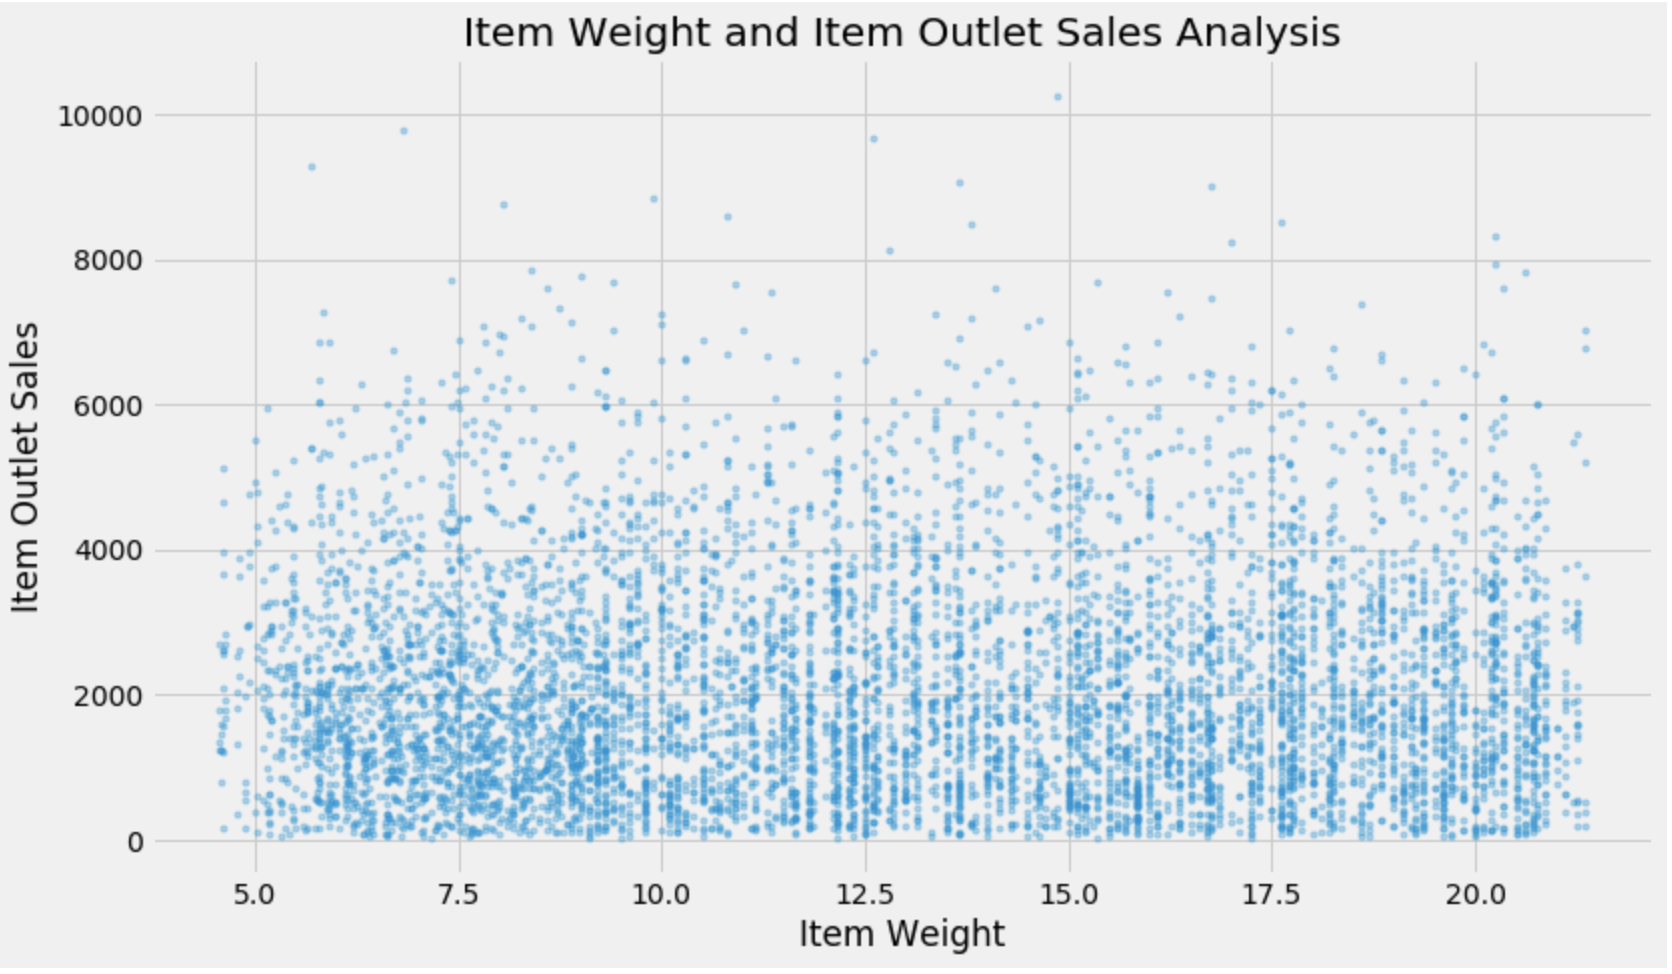 Item Weight and Item Outlet Sales Analysis
10000
8000
6000
4000
2000
0
Item Outlet Sales
5.0 7.5 10.0 12.5 15.0 17.5 20.0
Item Weight